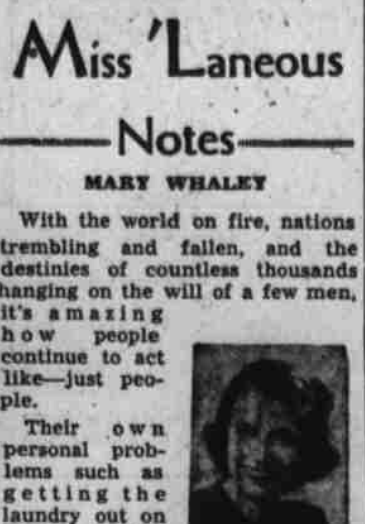 Miss 'Laneous
Notes
MARY WHALEY
With the world on fire, nations
trembling and fallen, and the
destinies of countless thousands
hanging on the will of a few men,
it's amazing
how people
continue to act
like—just peo-
ple.
Their own
personal prob-
lems such as
getting the
laundry out on